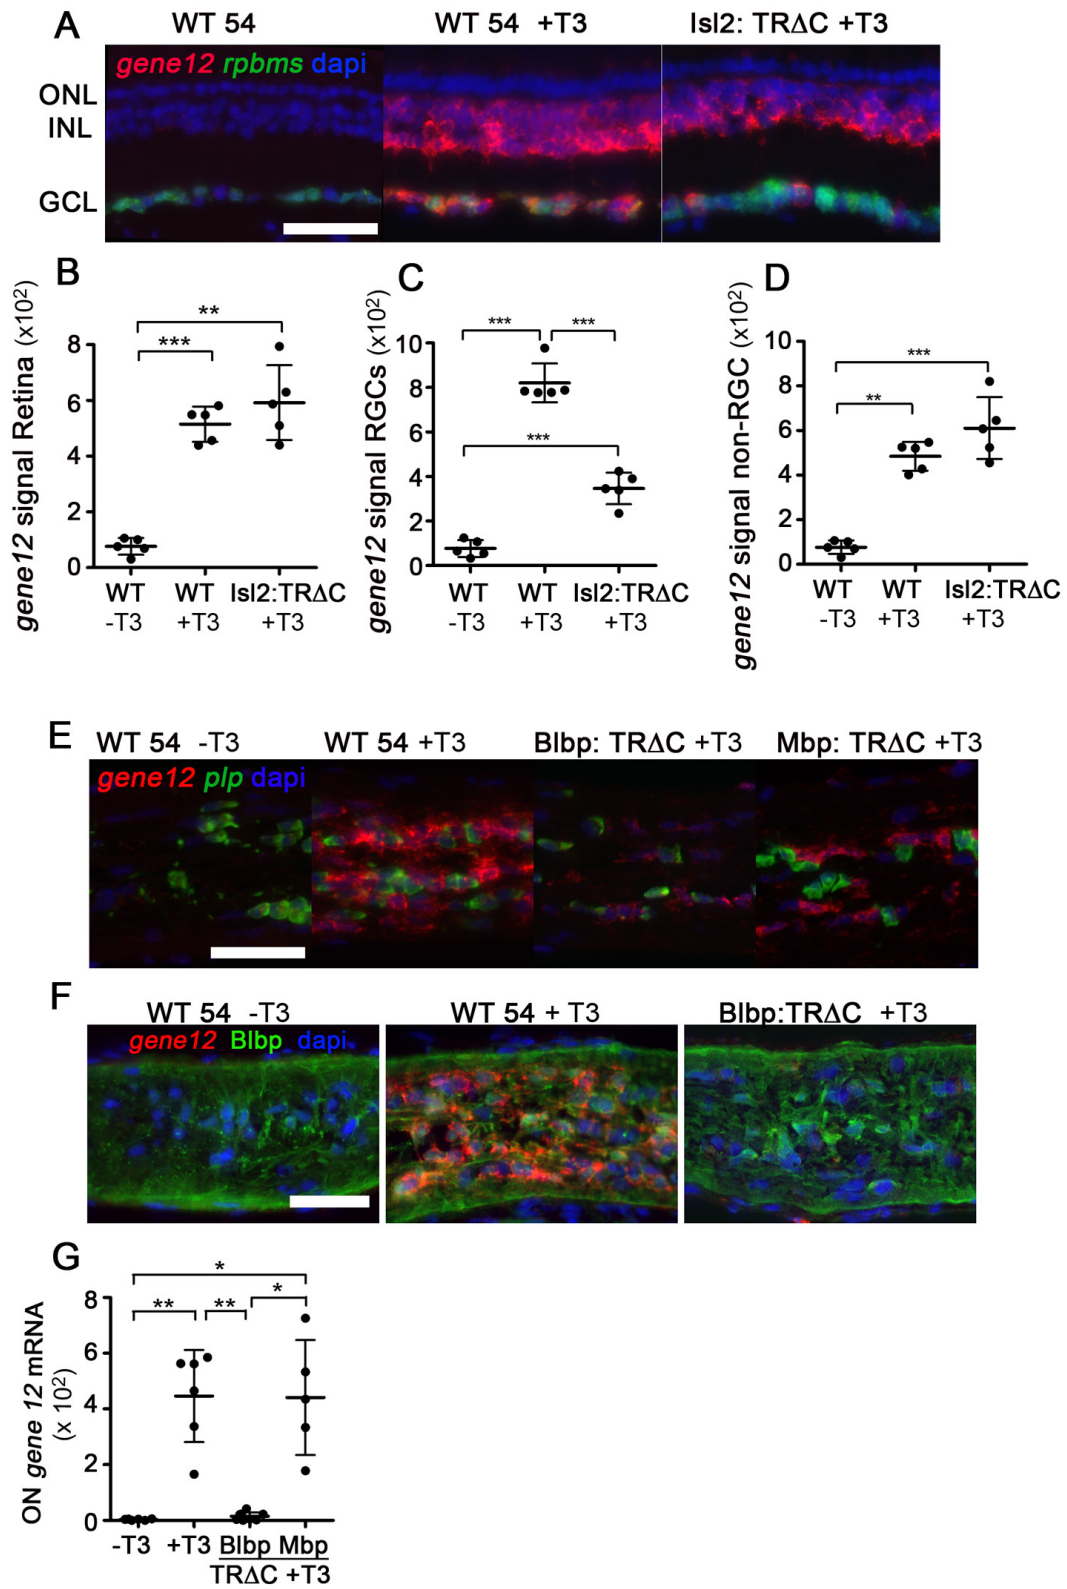 A
WT 54
WT 54 +T3
Isl2: TRΔC +T3
gene12 rpbms dapi
ONL
INL
GCL
B
gene12 signal Retina (x10²)
8
6
4
2
0
**
***
WT
-T3
WT
+T3
Isl2:TRΔC
+T3
C
gene12 signal RGCs (x10²)
10
8
6
4
2
0
***
***
***
WT
-T3
WT
+T3
Isl2:TRΔC
+T3
D
gene12 signal non-RGC (x10²)
10
8
6
4
2
0
***
**
WT
-T3
WT
+T3
Isl2:TRΔC
+T3
E
WT 54 -T3
WT 54 +T3
Blbp: TRΔC +T3
Mbp: TRΔC +T3
gene12 plp dapi
F
WT 54 -T3
WT 54 + T3
Blbp:TRΔC +T3
gene12 Blbp dapi
G
ON gene 12 mRNA
(x 10²)
8
6
4
2
0
*
**
**
*
-T3
+T3
Blbp Mbp
TRΔC +T3